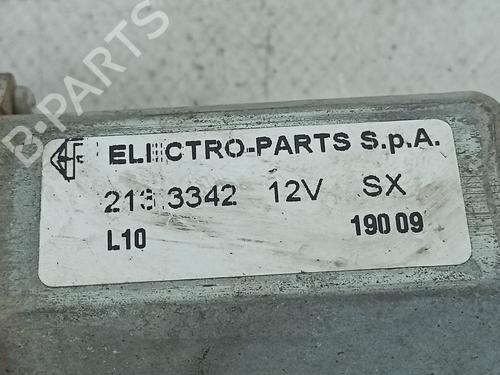 B-PARTS
ELECTRO-PARTS S.p.A.
213.3342 12V SX
L10 190 09